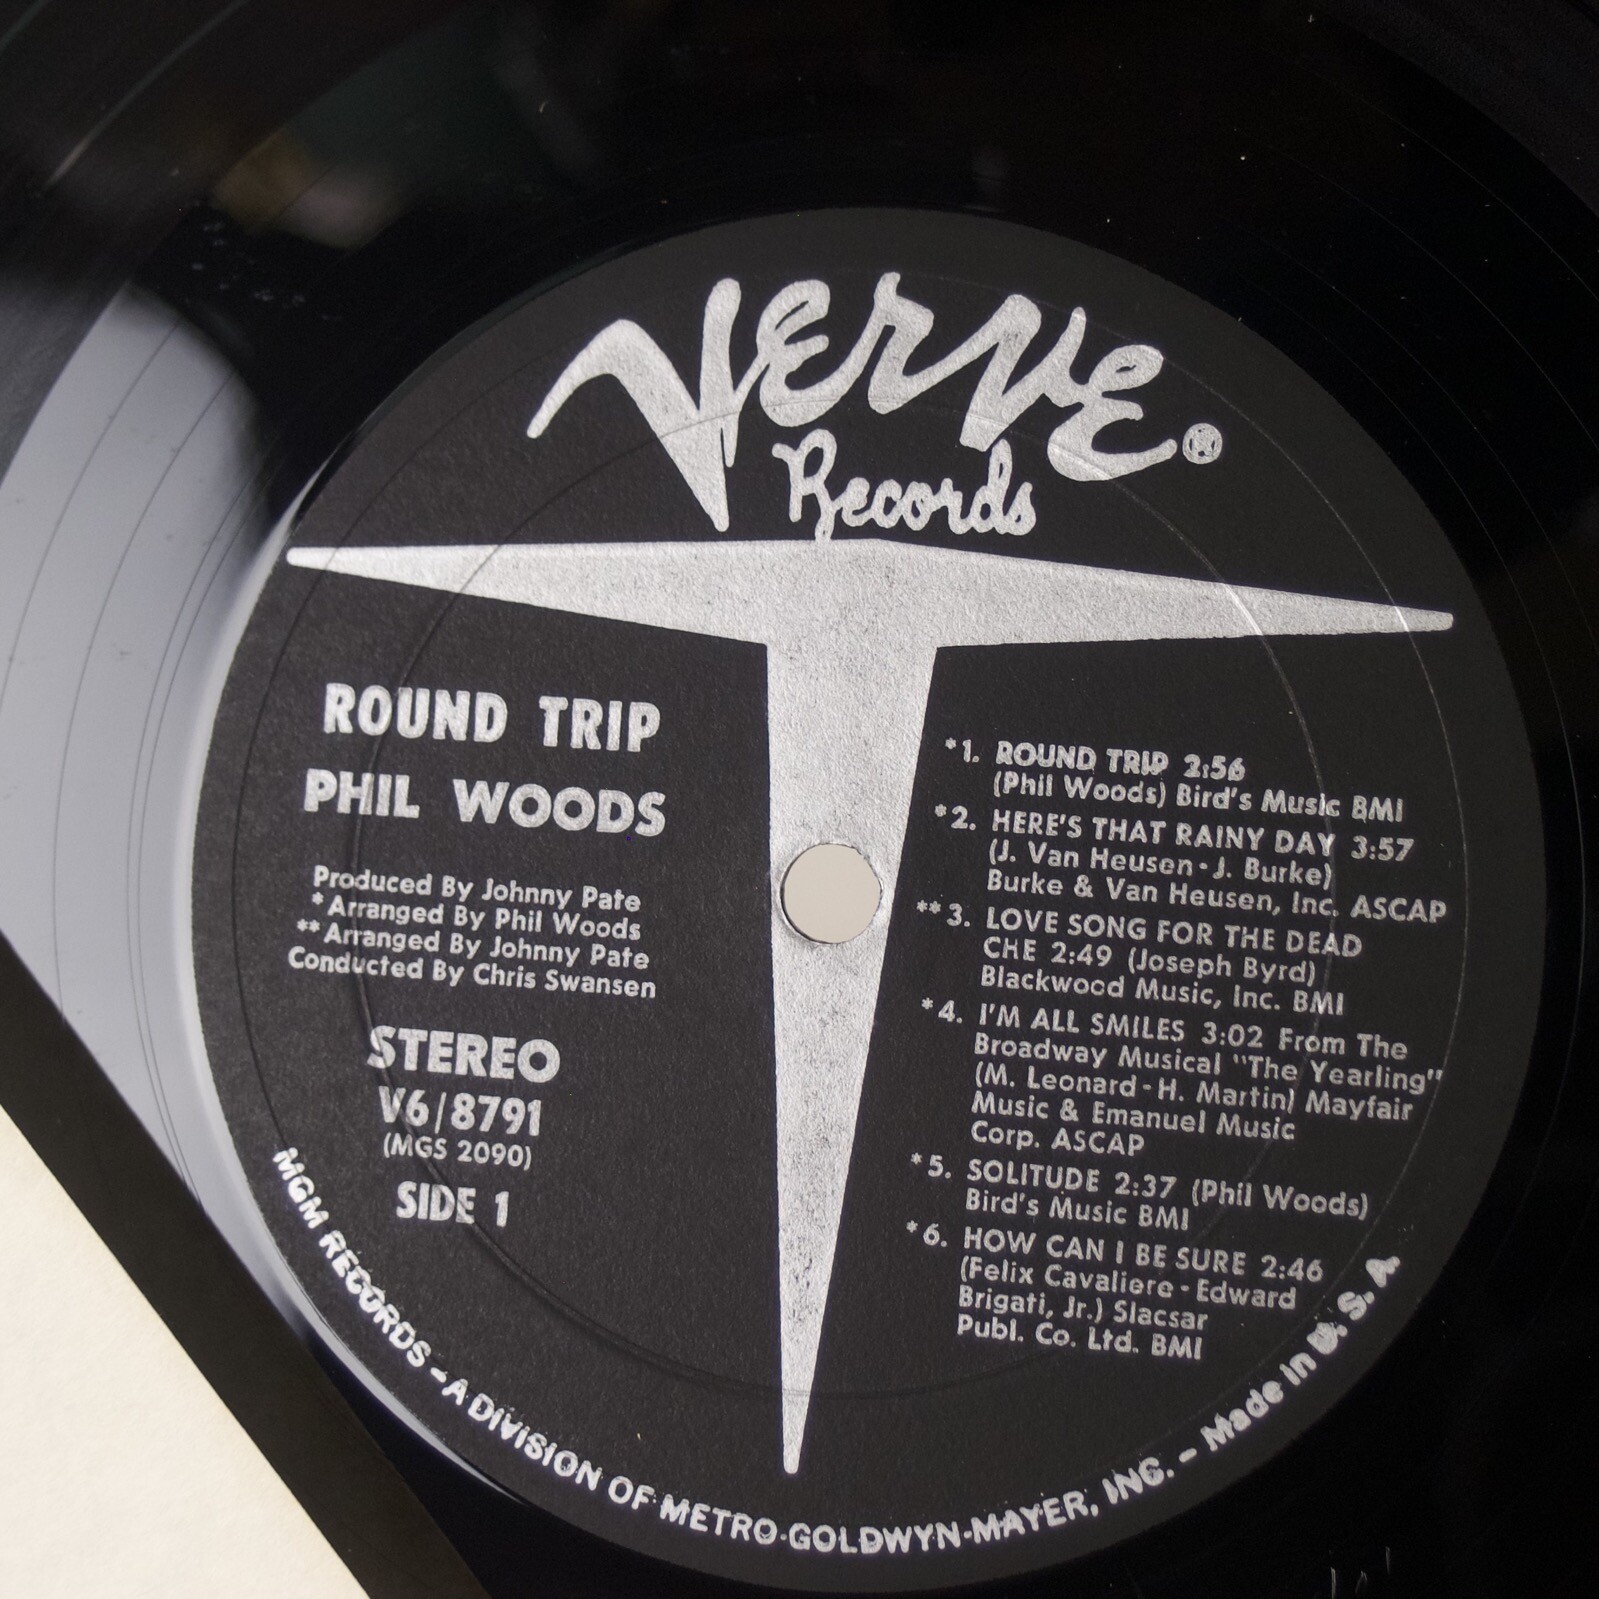 Verve®
Records
ROUND TRIP
PHIL WOODS
Produced By Johnny Pate
*Arranged By Phil Woods
**Arranged By Johnny Pate
Conducted By Chris Swansen
STEREO
V6/8791
(MGS 2090)
SIDE 1
*1. ROUND TRIP 2:56
(Phil Woods) Bird's Music BMI
*2. HERE'S THAT RAINY DAY 3:57
(J. Van Heusen-J. Burke)
Burke & Van Heusen, Inc. ASCAP
**3. LOVE SONG FOR THE DEAD
CHE 2:49 (Joseph Byrd)
Blackwood Music, Inc. BMI
*4. I'M ALL SMILES 3:02 From The
Broadway Musical "The Yearling"
(M. Leonard-H. Martin) Mayfair
Music & Emanuel Music
Corp. ASCAP
*5. SOLITUDE 2:37 (Phil Woods)
Bird's Music BMI
*6. HOW CAN I BE SURE 2:46
(Felix Cavaliere-Edward
Brigati, Jr.) Slacsar
Publ. Co. Ltd. BMI
MGM RECORDS - A DIVISION OF METRO-GOLDWYN-MAYER, INC. - Made in U.S.A.